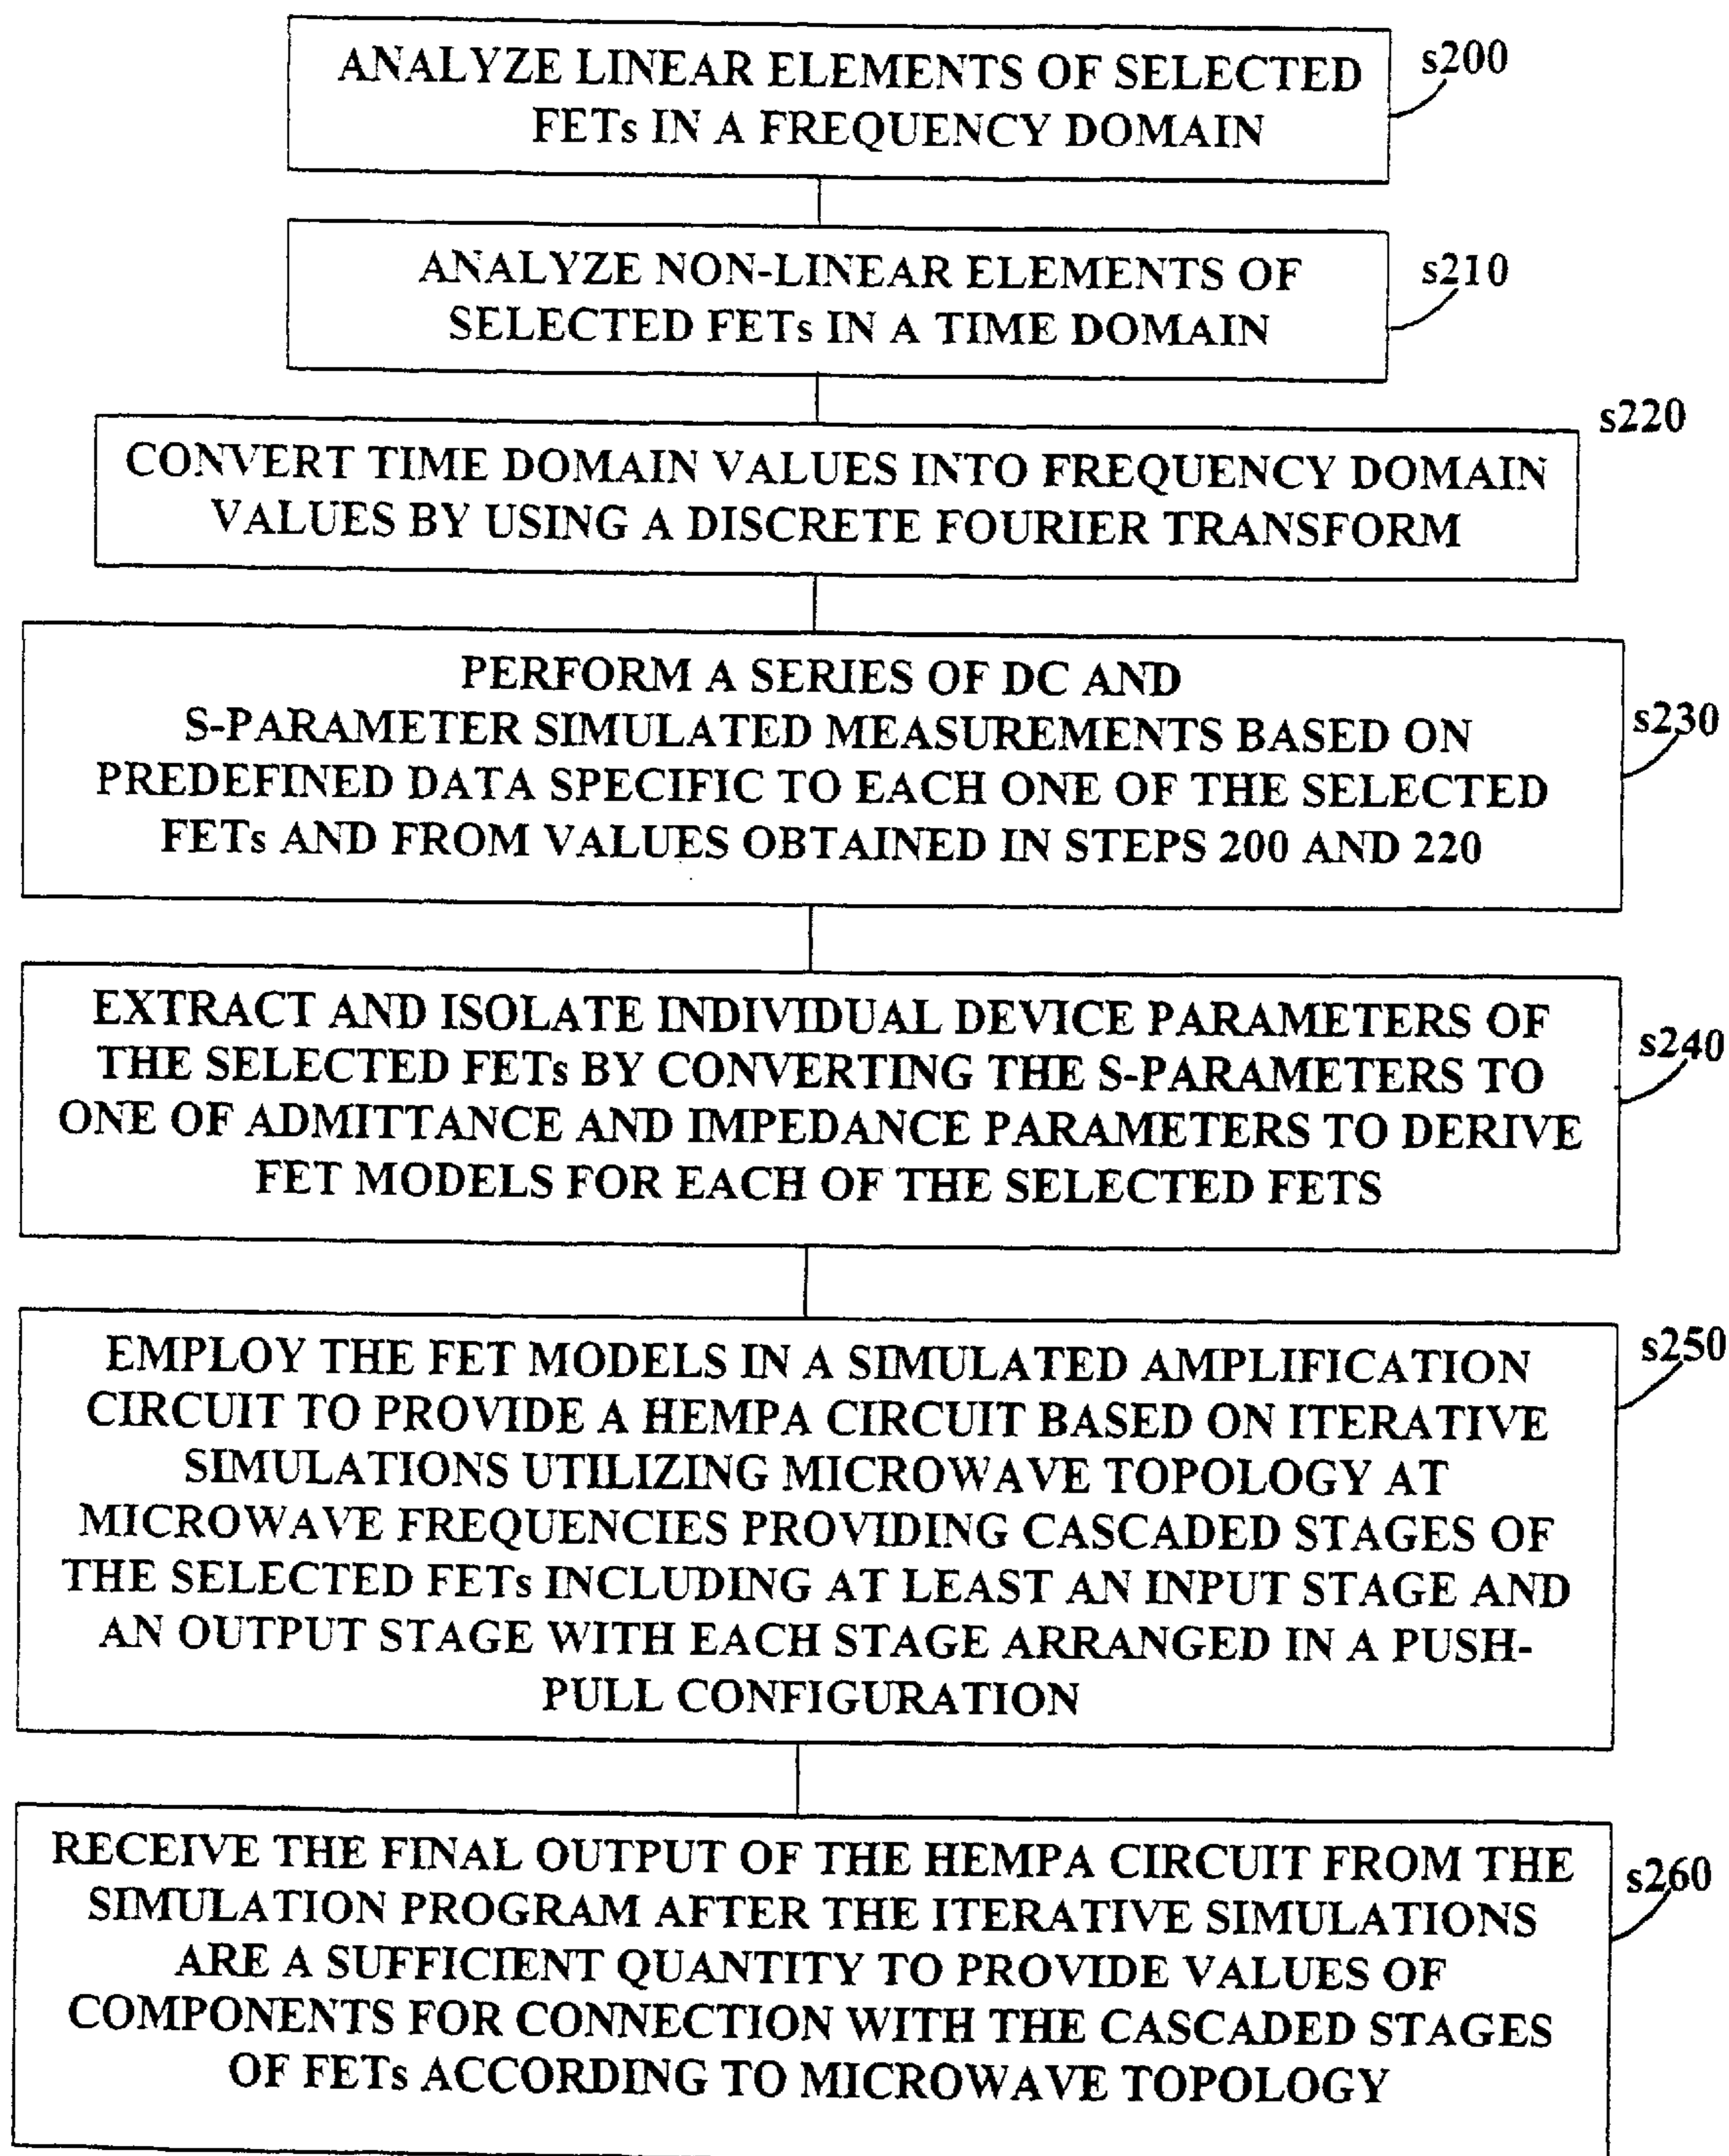 ANALYZE LINEAR ELEMENTS OF SELECTED
FETs IN A FREQUENCY DOMAIN
s200
ANALYZE NON-LINEAR ELEMENTS OF
SELECTED FETs IN A TIME DOMAIN
s210
CONVERT TIME DOMAIN VALUES INTO FREQUENCY DOMAIN
VALUES BY USING A DISCRETE FOURIER TRANSFORM
s220
PERFORM A SERIES OF DC AND
S-PARAMETER SIMULATED MEASUREMENTS BASED ON
PREDEFINED DATA SPECIFIC TO EACH ONE OF THE SELECTED
FETs AND FROM VALUES OBTAINED IN STEPS 200 AND 220
s230
EXTRACT AND ISOLATE INDIVIDUAL DEVICE PARAMETERS OF
THE SELECTED FETs BY CONVERTING THE S-PARAMETERS TO
ONE OF ADMITTANCE AND IMPEDANCE PARAMETERS TO DERIVE
FET MODELS FOR EACH OF THE SELECTED FETS
s240
EMPLOY THE FET MODELS IN A SIMULATED AMPLIFICATION
CIRCUIT TO PROVIDE A HEMPA CIRCUIT BASED ON ITERATIVE
SIMULATIONS UTILIZING MICROWAVE TOPOLOGY AT
MICROWAVE FREQUENCIES PROVIDING CASCADED STAGES OF
THE SELECTED FETs INCLUDING AT LEAST AN INPUT STAGE AND
AN OUTPUT STAGE WITH EACH STAGE ARRANGED IN A PUSH-
PULL CONFIGURATION
s250
RECEIVE THE FINAL OUTPUT OF THE HEMPA CIRCUIT FROM THE
SIMULATION PROGRAM AFTER THE ITERATIVE SIMULATIONS
ARE A SUFFICIENT QUANTITY TO PROVIDE VALUES OF
COMPONENTS FOR CONNECTION WITH THE CASCADED STAGES
OF FETs ACCORDING TO MICROWAVE TOPOLOGY
s260